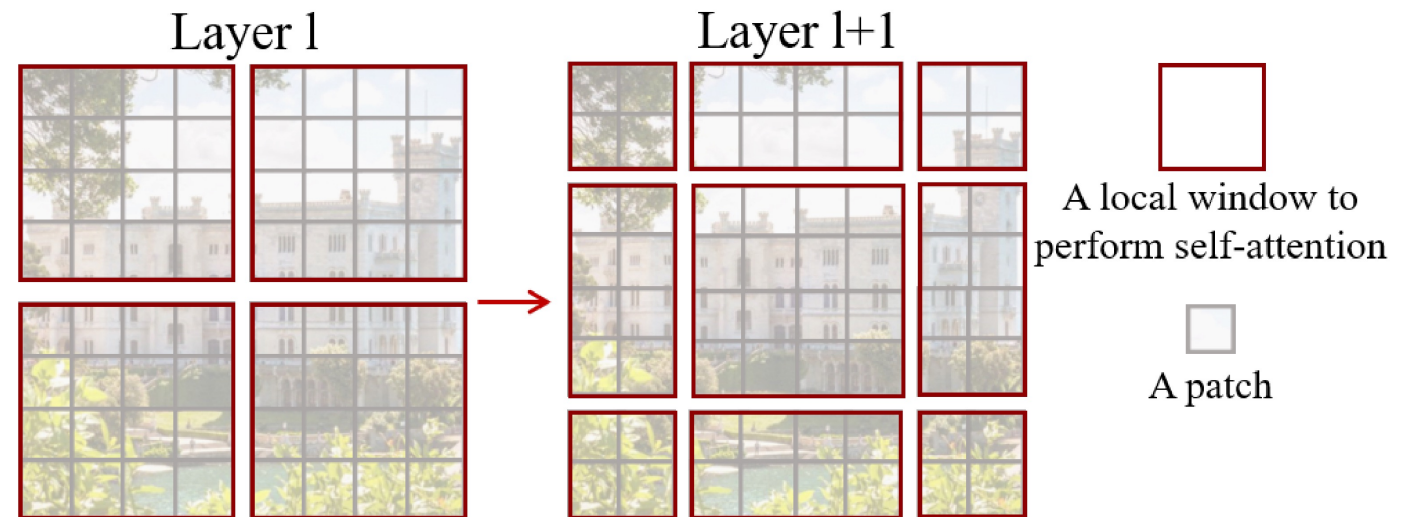 Layer l
Layer l+1
A local window to
perform self-attention
A patch